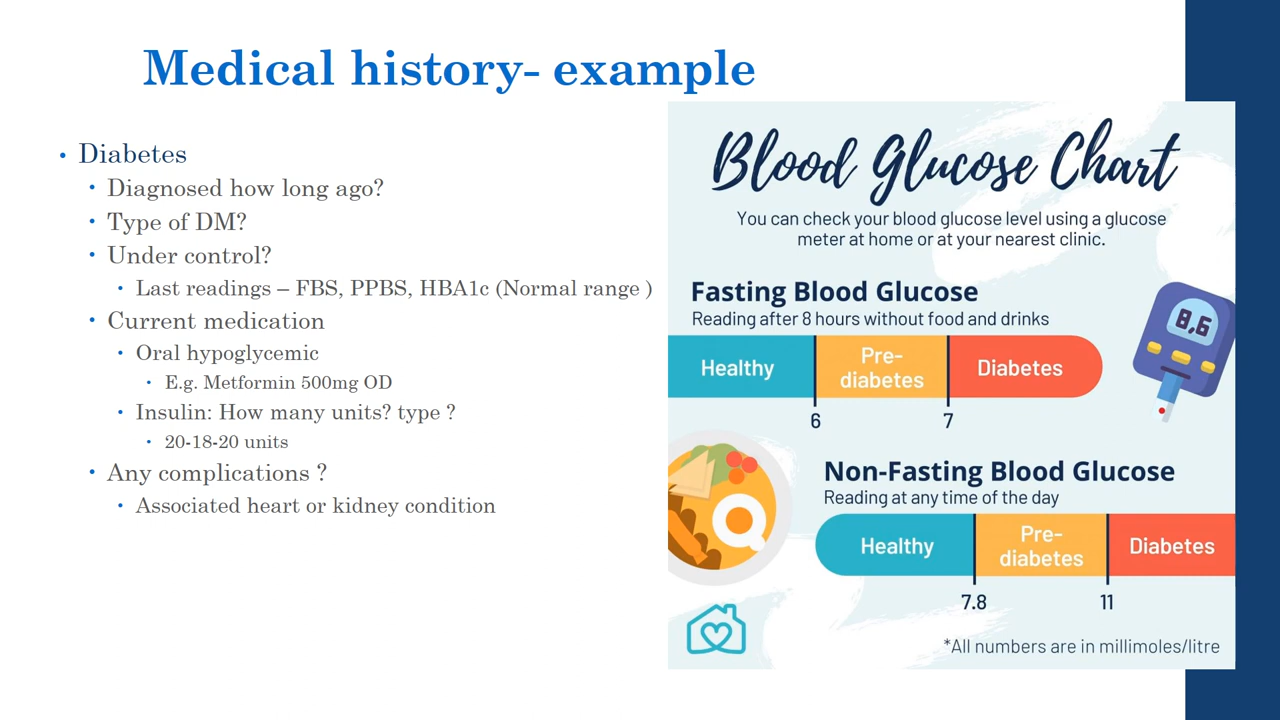 Medical history- example
• Diabetes
• Diagnosed how long ago?
• Type of DM?
• Under control?
• Last readings – FBS, PPBS, HBA1c (Normal range )
• Current medication
• Oral hypoglycemic
• E.g. Metformin 500mg OD
• Insulin: How many units? type ?
• 20-18-20 units
• Any complications ?
• Associated heart or kidney condition
Blood Glucose Chart
You can check your blood glucose level using a glucose
meter at home or at your nearest clinic.
Fasting Blood Glucose
Reading after 8 hours without food and drinks
8,6
Healthy
Pre-
diabetes
Diabetes
6
7
Non-Fasting Blood Glucose
Reading at any time of the day
Healthy
Pre-
diabetes
Diabetes
7.8
11
*All numbers are in millimoles/litre